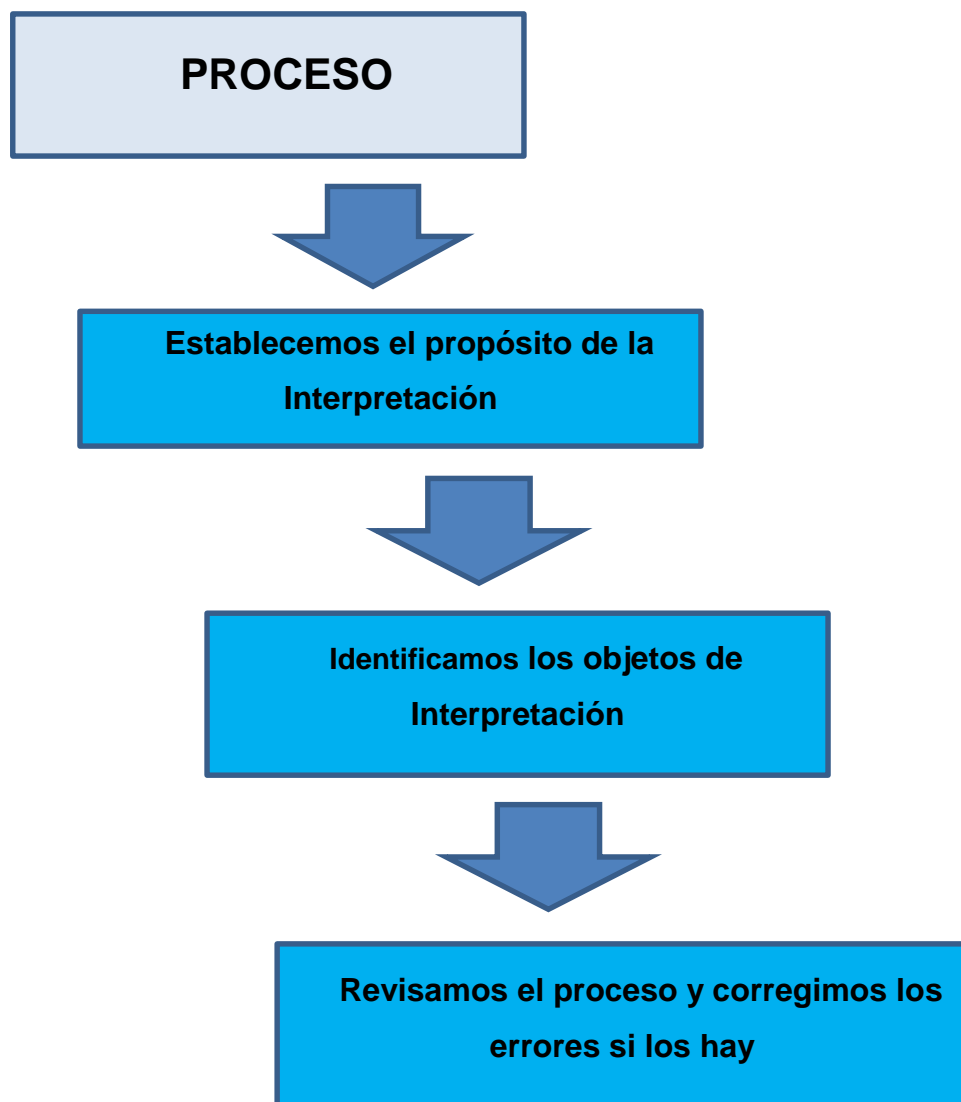 PROCESO
Establecemos el propósito de la
Interpretación
Identificamos los objetos de
Interpretación
Revisamos el proceso y corregimos los
errores si los hay